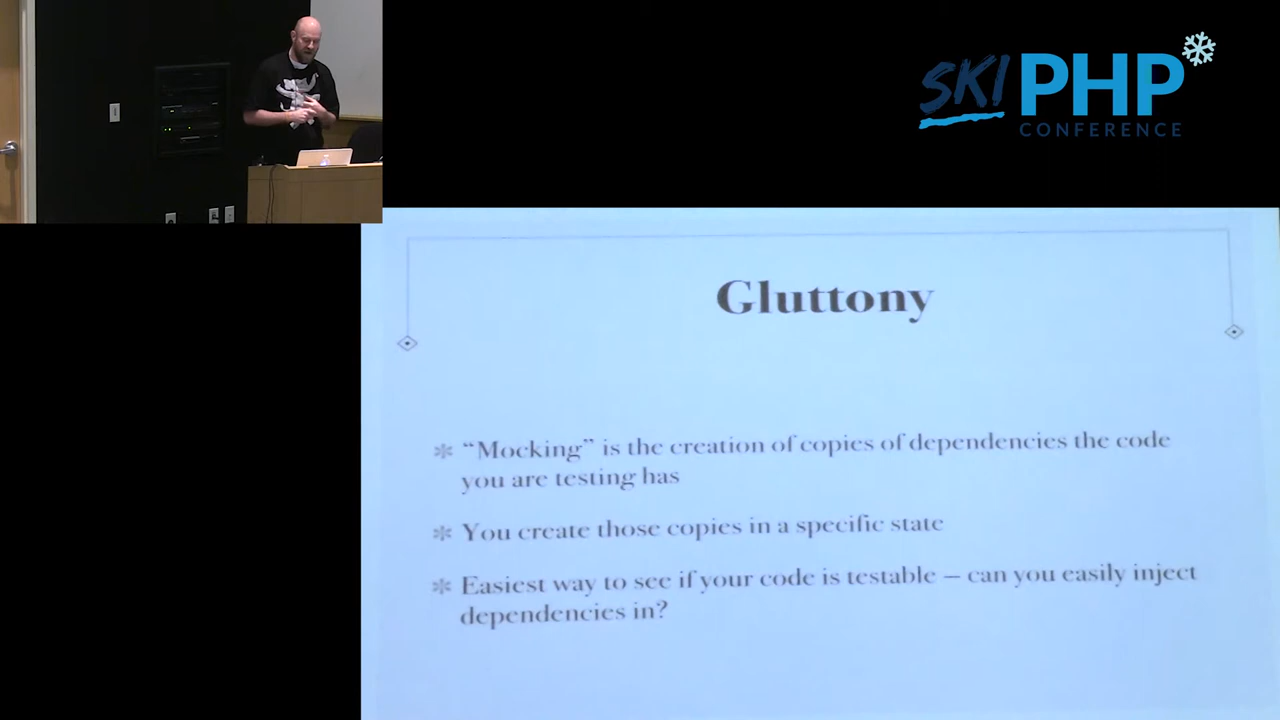 SKI PHP
CONFERENCE
Gluttony
“Mocking” is the creation of copies of dependencies the code
you are testing has
You create those copies in a specific state
Easiest way to see if your code is testable – can you easily inject
dependencies in?